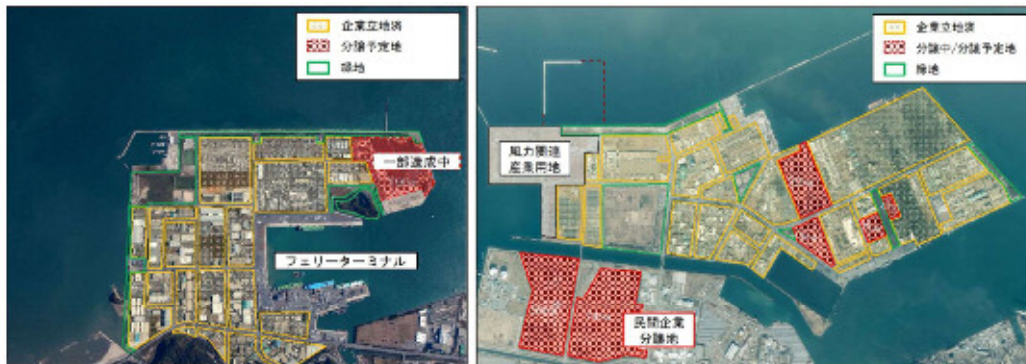 企業立地済
分譲予定地
緑地
一部造成中
フェリーターミナル
企業立地済
分譲中/分譲予定地
緑地
風力関連
産業用地
民間企業
分譲地